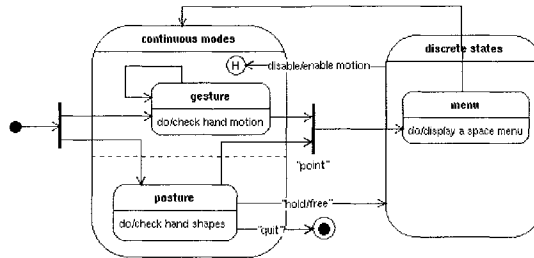 continuous modes
discrete states
H
disable/enable motion
gesture
do/check hand motion
menu
do/display a space menu
"point"
posture
do/check hand shapes
"hold/free"
"quit"